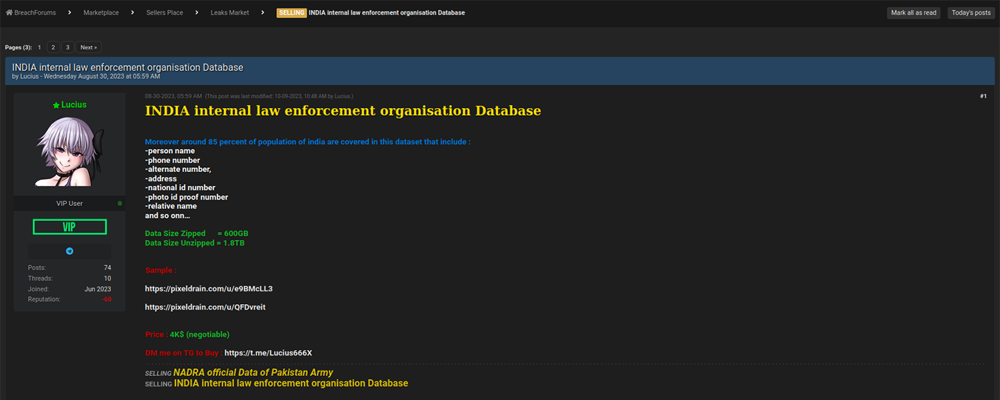 BreachForums > Marketplace > Sellers Place > Leaks Market > SELLING INDIA internal law enforcement organisation Database
Mark all as read Today's posts
Pages (3): 1 2 3 Next »
INDIA internal law enforcement organisation Database
by Lucius - Wednesday August 30, 2023 at 05:59 AM
Lucius
VIP User
VIP
Posts: 74
Threads: 10
Joined: Jun 2023
Reputation: -60
08-30-2023, 05:59 AM (This post was last modified: 10-09-2023, 10:48 AM by Lucius.) #1
INDIA internal law enforcement organisation Database
Moreover around 85 percent of population of india are covered in this dataset that include :
-person name
-phone number
-alternate number,
-address
-national id number
-photo id proof number
-relative name
and so onn...
Data Size Zipped = 600GB
Data Size Unzipped = 1.8TB
Sample :
https://pixeldrain.com/u/e9BMcLL3
https://pixeldrain.com/u/QFDvreit
Price : 4K$ (negotiable)
DM me on TG to Buy : https://t.me/Lucius666X
SELLING NADRA official Data of Pakistan Army
SELLING INDIA internal law enforcement organisation Database